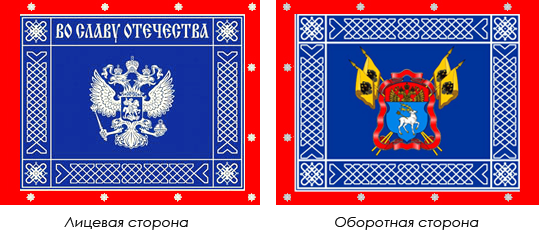 ВО СЛАВУ ОТЕЧЕСТВА
Лицевая сторона
Оборотная сторона